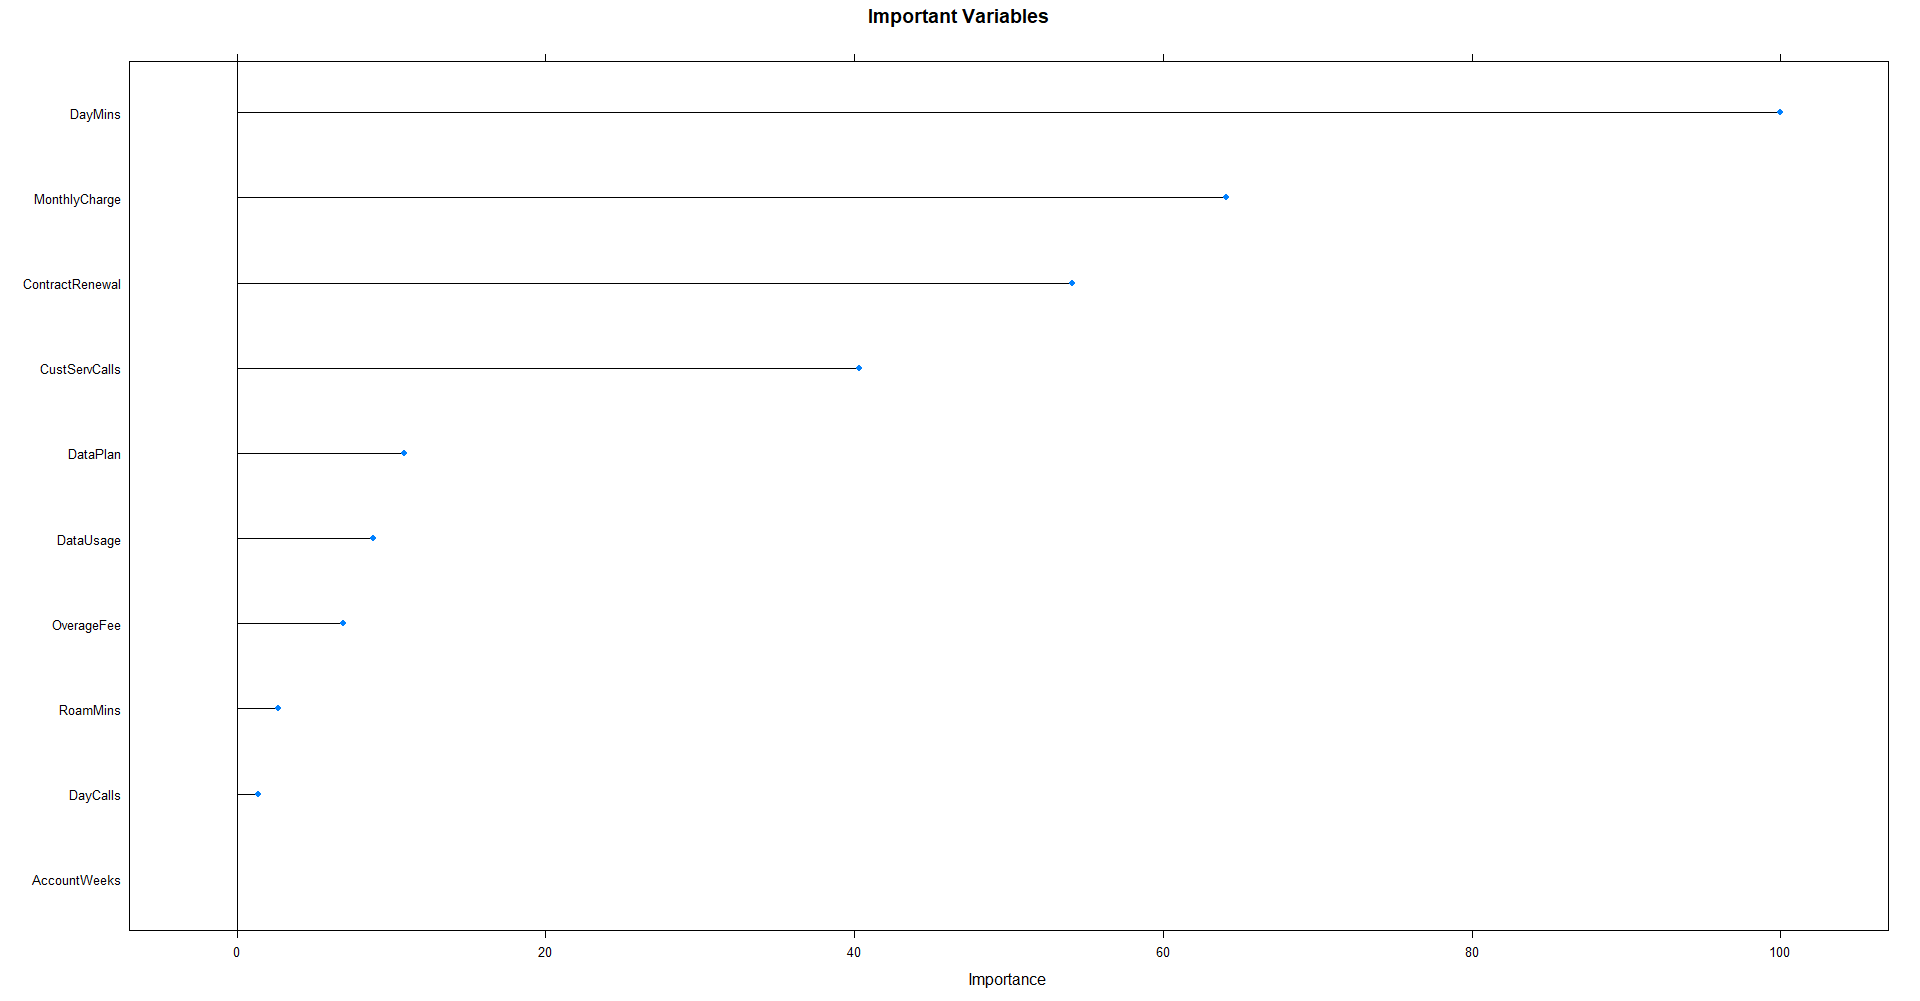 Important Variables
DayMins
MonthlyCharge
ContractRenewal
CustServCalls
DataPlan
DataUsage
OverageFee
RoamMins
DayCalls
AccountWeeks
0 20 40 60 80 100
Importance